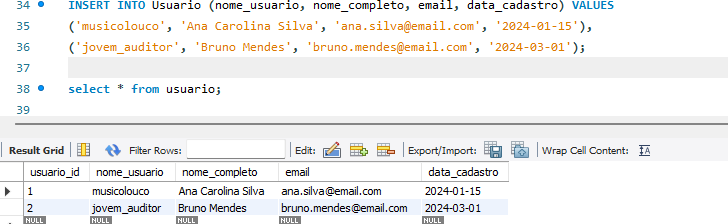 34 INSERT INTO Usuario (nome_usuario, nome_completo, email, data_cadastro) VALUES
35 ('musicolouco', 'Ana Carolina Silva', 'ana.silva@email.com', '2024-01-15'),
36 ('jovem_auditor', 'Bruno Mendes', 'bruno.mendes@email.com', '2024-03-01');
37
38 select * from usuario;
39
Result Grid Filter Rows: Edit: Export/Import: Wrap Cell Content: IA
usuario_id nome_usuario nome_completo email data_cadastro
1 musicolouco Ana Carolina Silva ana.silva@email.com 2024-01-15
2 jovem_auditor Bruno Mendes bruno.mendes@email.com 2024-03-01
NULL NULL NULL NULL NULL